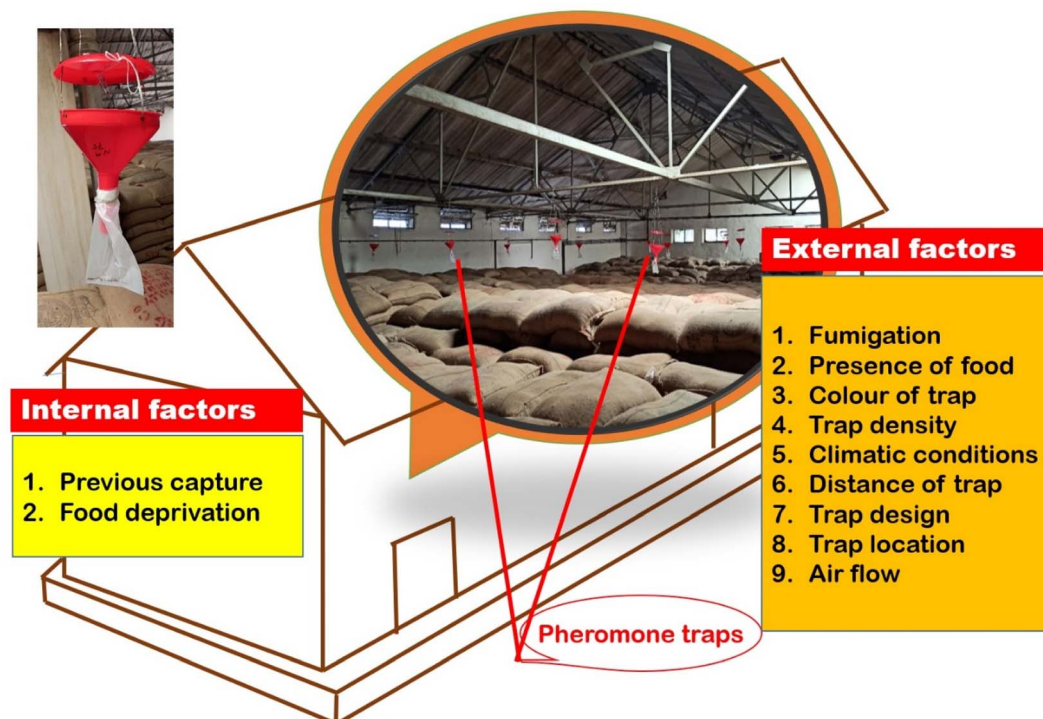 Internal factors
1. Previous capture
2. Food deprivation
External factors
1. Fumigation
2. Presence of food
3. Colour of trap
4. Trap density
5. Climatic conditions
6. Distance of trap
7. Trap design
8. Trap location
9. Air flow
Pheromone traps